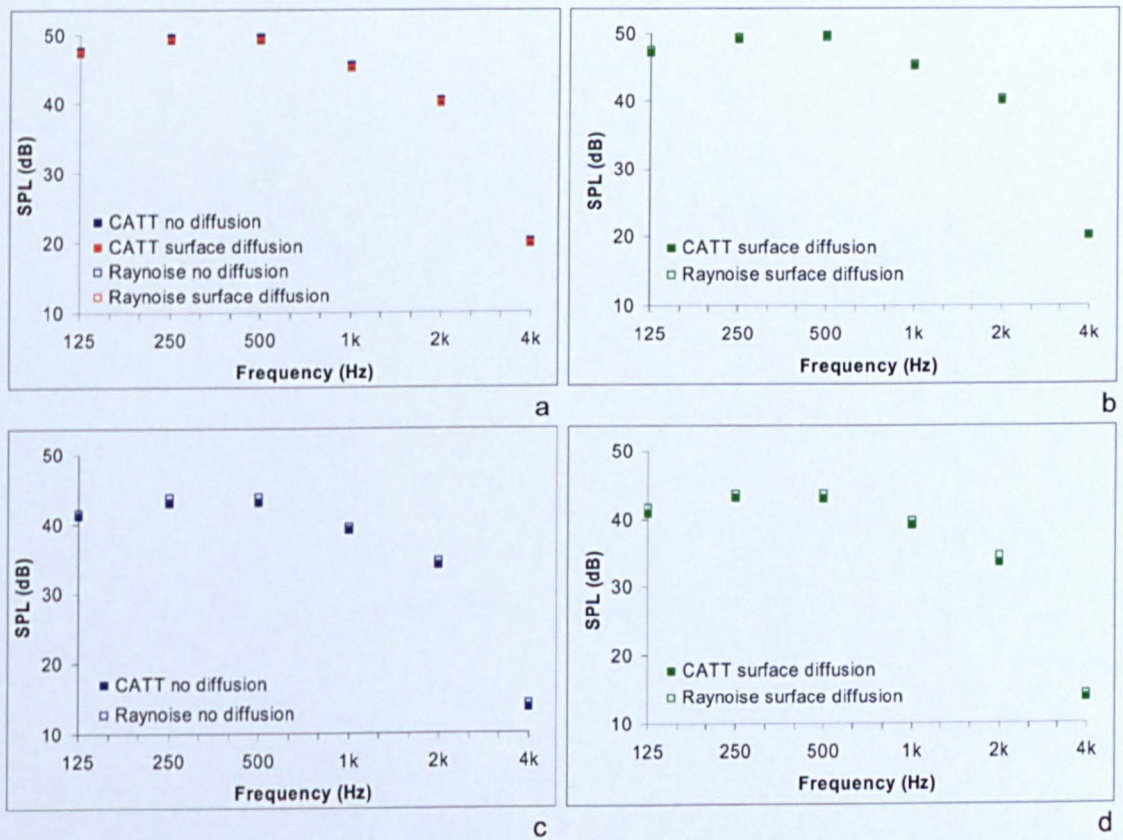 50
40
30
20
10
SPL (dB)
CATT no diffusion
CATT surface diffusion
Raynoise no diffusion
Raynoise surface diffusion
125 250 500 1k 2k 4k
Frequency (Hz)
a
50
40
30
20
10
SPL (dB)
CATT surface diffusion
Raynoise surface diffusion
125 250 500 1k 2k 4k
Frequency (Hz)
b
50
40
30
20
10
SPL (dB)
CATT no diffusion
Raynoise no diffusion
125 250 500 1k 2k 4k
Frequency (Hz)
c
50
40
30
20
10
SPL (dB)
CATT surface diffusion
Raynoise surface diffusion
125 250 500 1k 2k 4k
Frequency (Hz)
d